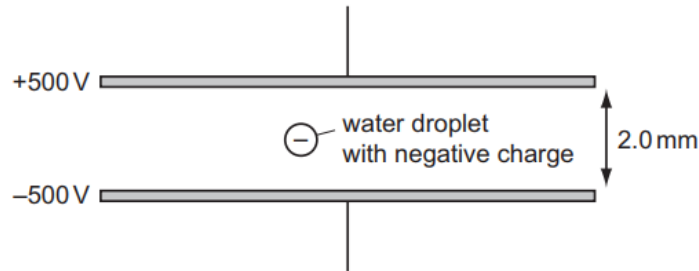 +500 V
water droplet
with negative charge
2.0 mm
–500 V